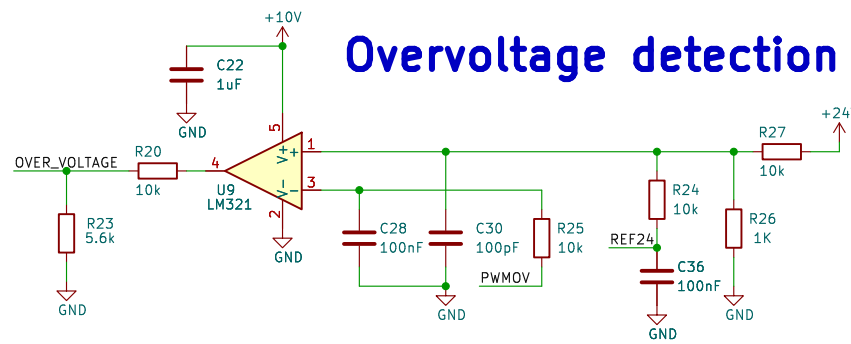 Overvoltage detection
+10V
C22
1uF
GND
5
V+
+
1
+24
R27
10k
OVER_VOLTAGE
R20
10k
4
U9
LM321
V-
-
3
2
GND
R23
5.6k
GND
C28
100nF
C30
100pF
R25
10k
PWMOV
GND
R24
10k
REF24
C36
100nF
GND
R26
1K
GND